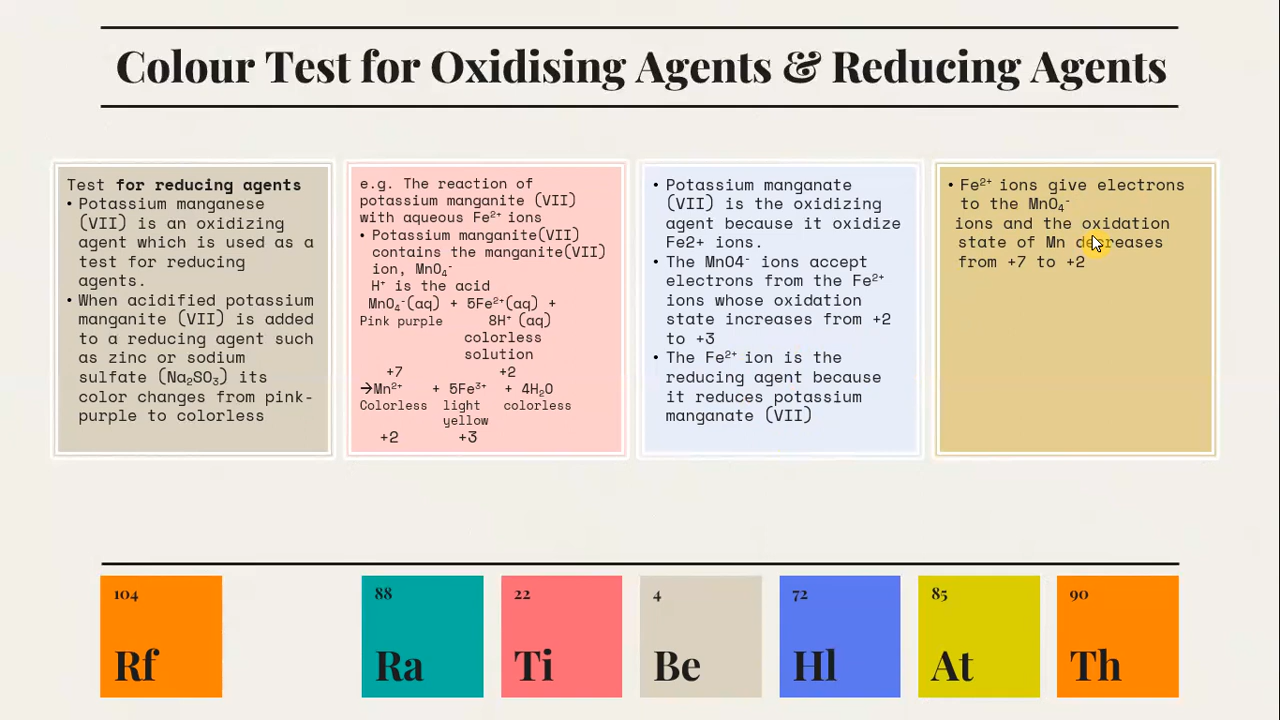 Colour Test for Oxidising Agents & Reducing Agents
Test for reducing agents
• Potassium manganese
(VII) is an oxidizing
agent which is used as a
test for reducing
agents.
• When acidified potassium
manganite (VII) is added
to a reducing agent such
as zinc or sodium
sulfate (Na₂SO₃) its
color changes from pink-
purple to colorless
e.g. The reaction of
potassium manganite (VII)
with aqueous Fe²⁺ ions
• Potassium manganite(VII)
contains the manganite(VII)
ion, MnO₄⁻
H⁺ is the acid
MnO₄⁻(aq) + 5Fe²⁺(aq) +
Pink purple 8H⁺ (aq)
colorless
solution
+7 +2
→Mn²⁺ + 5Fe³⁺ + 4H₂O
Colorless light colorless
yellow
+2 +3
• Potassium manganate
(VII) is the oxidizing
agent because it oxidize
Fe2+ ions.
• The MnO4⁻ ions accept
electrons from the Fe²⁺
ions whose oxidation
state increases from +2
to +3
• The Fe²⁺ ion is the
reducing agent because
it reduces potassium
manganate (VII)
• Fe²⁺ ions give electrons
to the MnO₄⁻
ions and the oxidation
state of Mn decreases
from +7 to +2
104 88 22 4 72 85 90
Rf Ra Ti Be Hl At Th